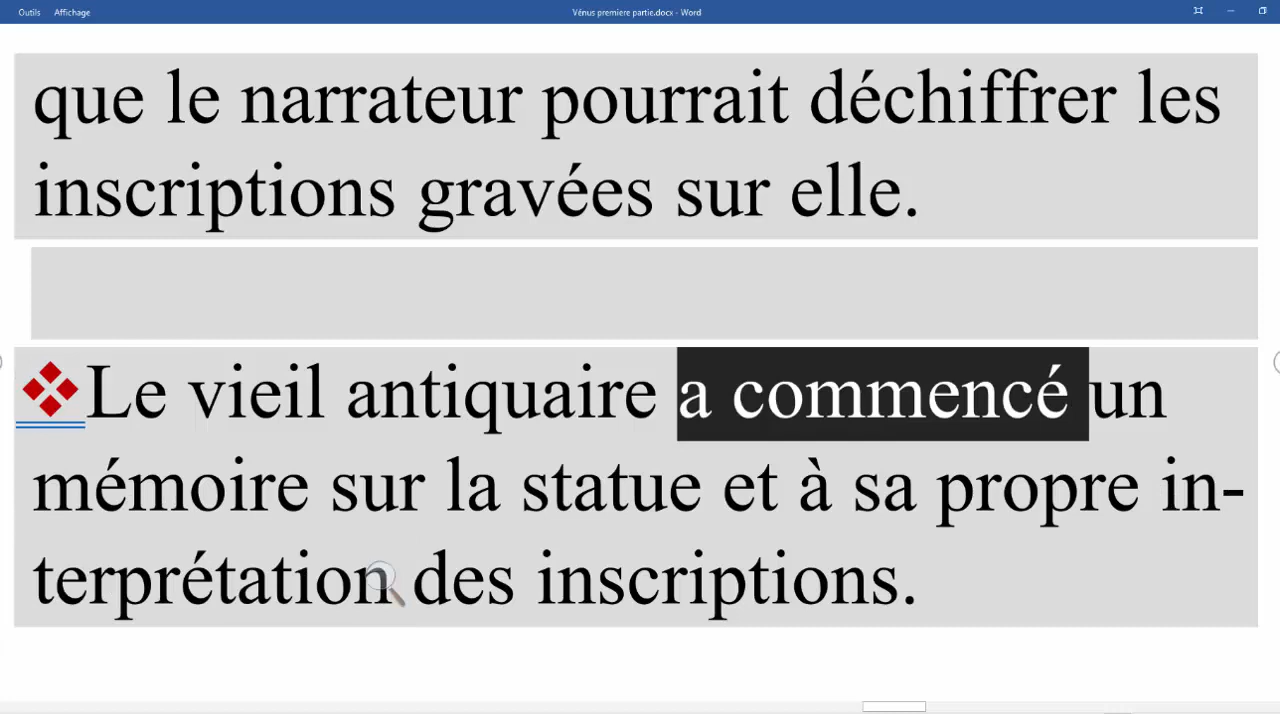 Outils Affichage Vénus premiere partie.docx - Word
que le narrateur pourrait déchiffrer les
inscriptions gravées sur elle.
❖Le vieil antiquaire a commencé un
mémoire sur la statue et à sa propre in-
terprétation des inscriptions.